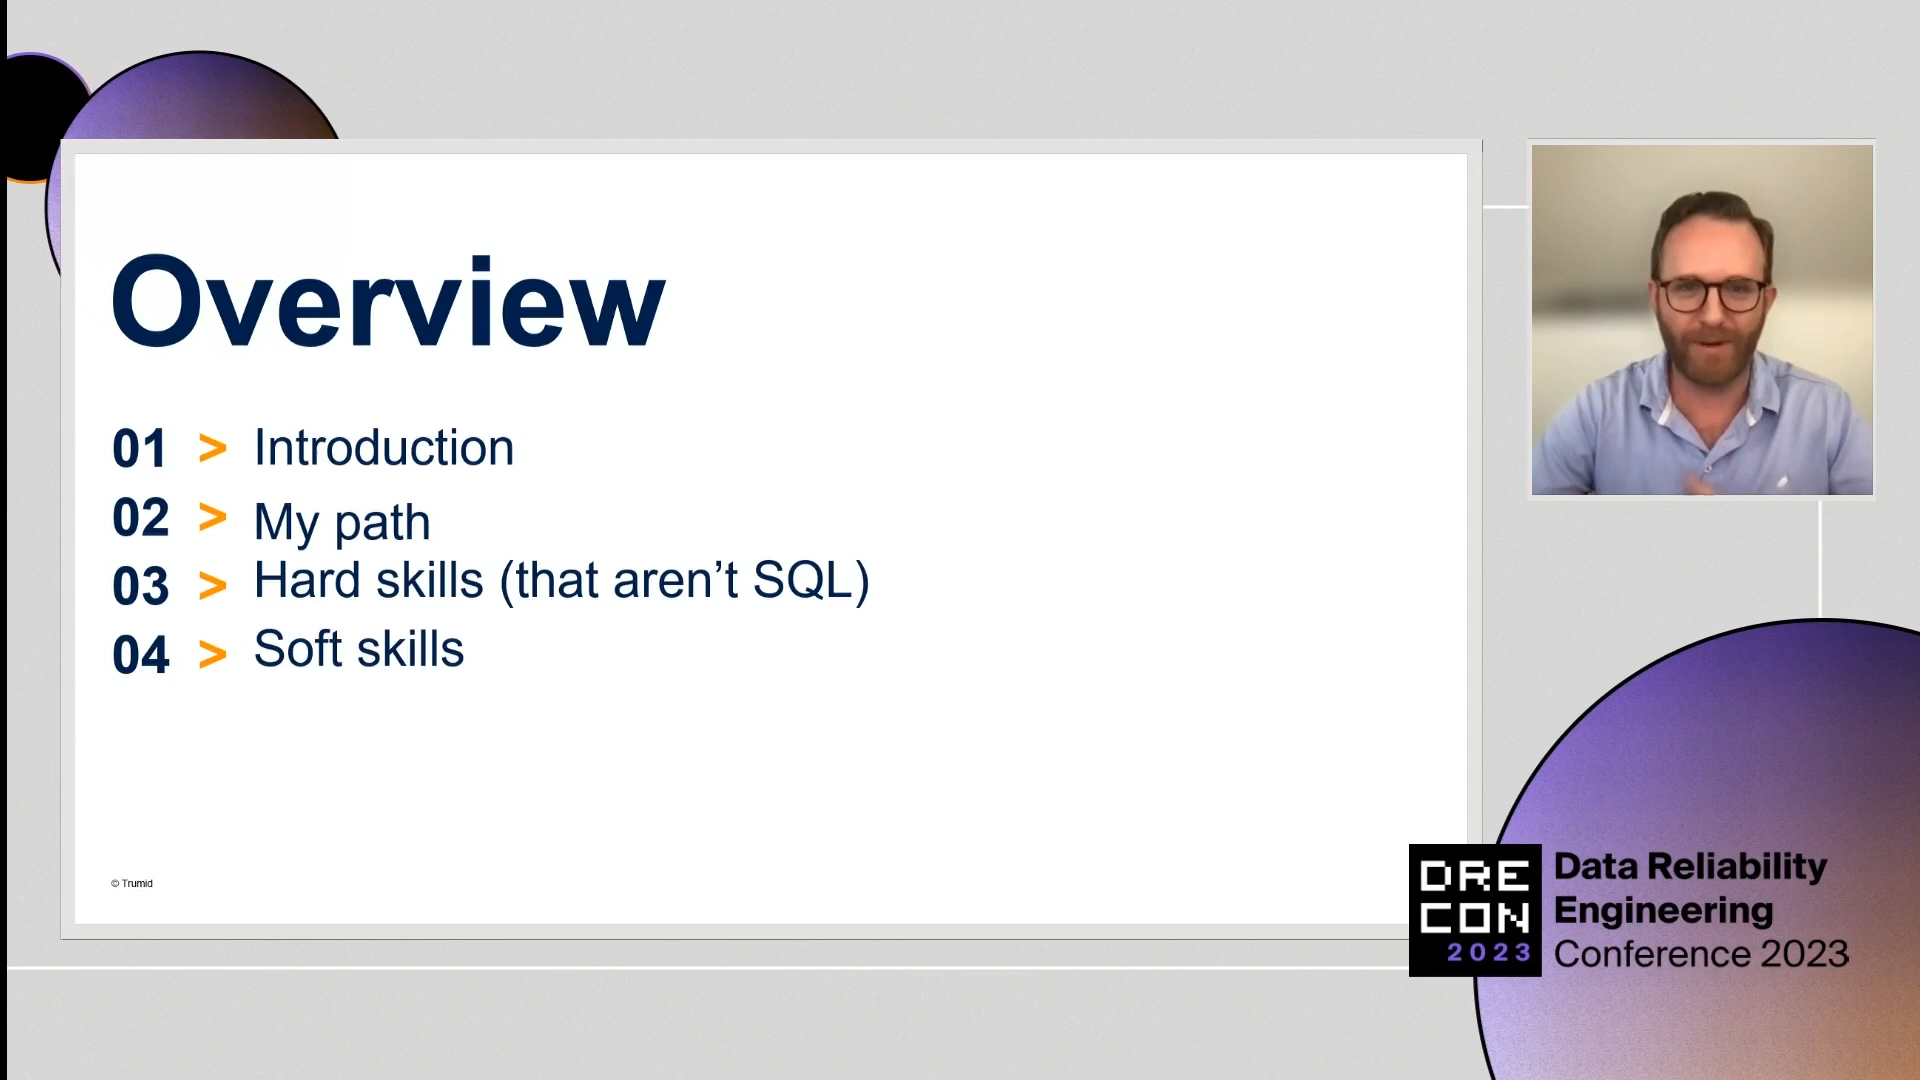 Overview
01 > Introduction
02 > My path
03 > Hard skills (that aren’t SQL)
04 > Soft skills
© Trumid
DRE
CON
2023
Data Reliability
Engineering
Conference 2023